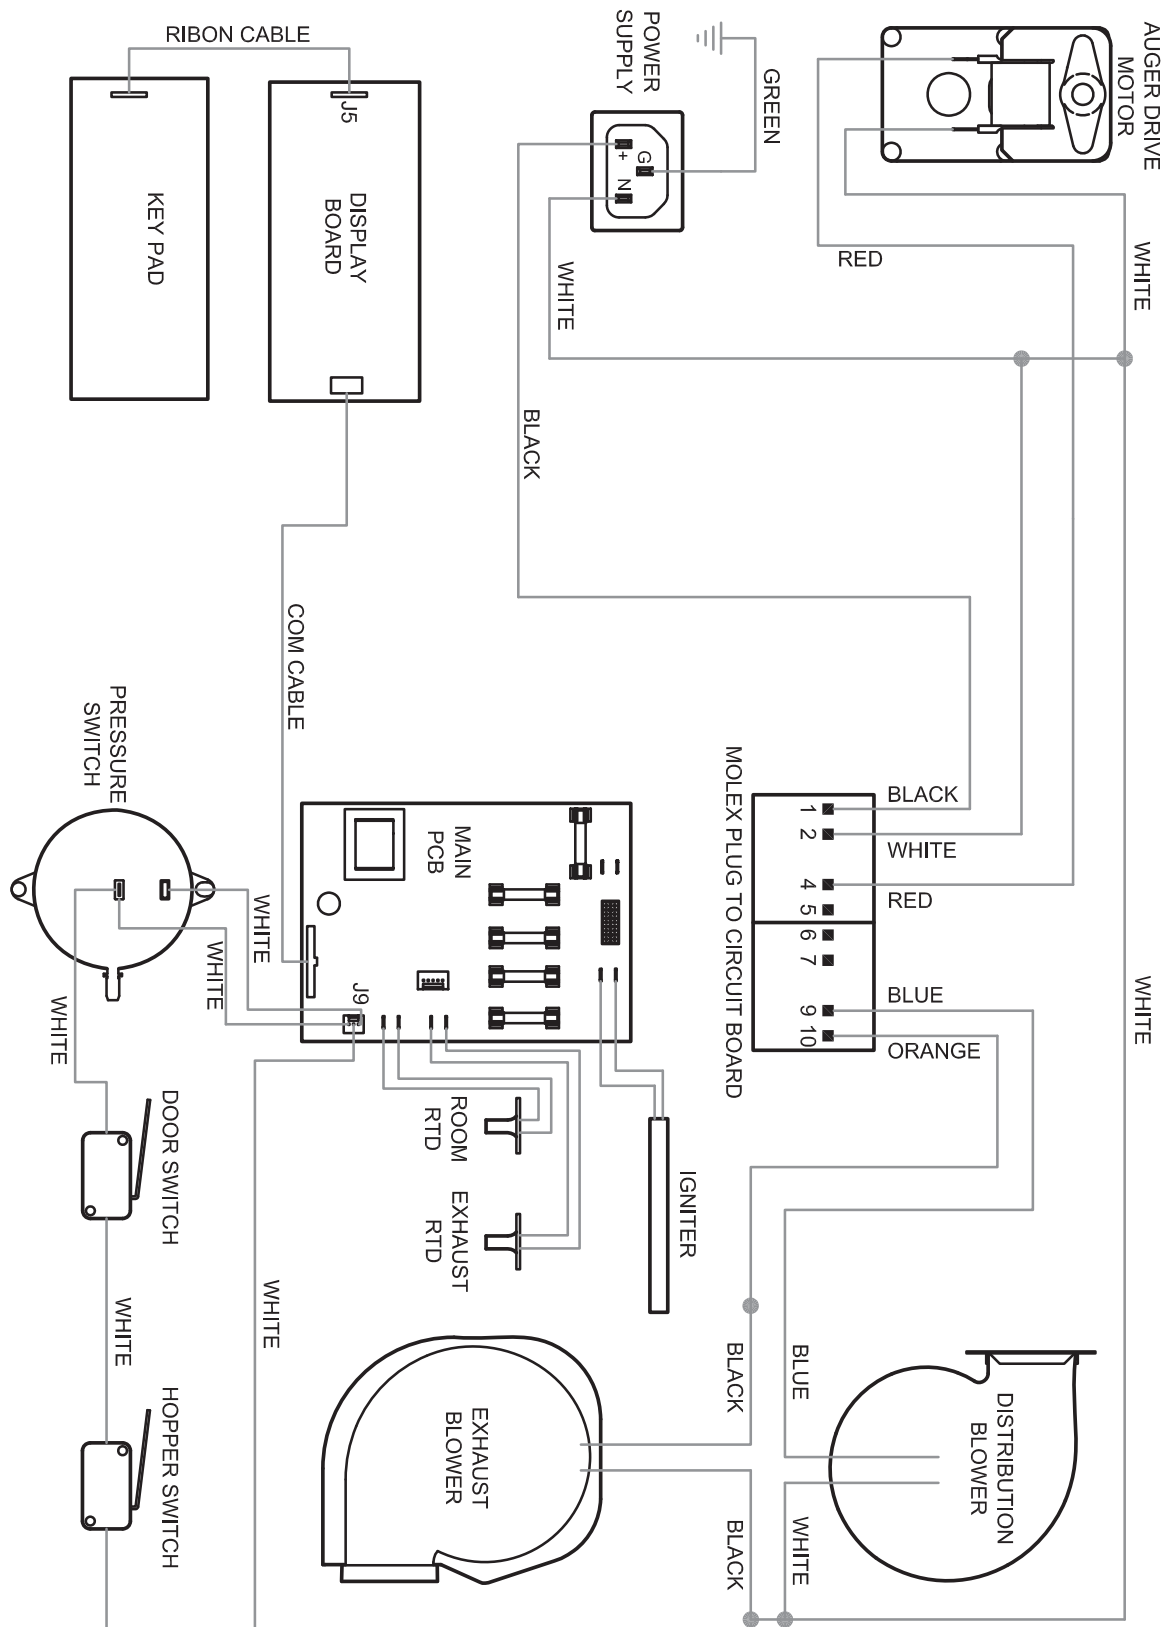 RIBON CABLE
POWER
SUPPLY
GREEN
AUGER DRIVE
MOTOR
J5
KEY PAD
DISPLAY
BOARD
+
G
N
WHITE
RED
WHITE
BLACK
COM CABLE
PRESSURE
SWITCH
MAIN
PCB
MOLEX PLUG TO CIRCUIT BOARD
1
2
4
5
6
7
9
10
BLACK
WHITE
RED
BLUE
ORANGE
WHITE
WHITE
WHITE
J9
WHITE
DOOR SWITCH
ROOM
RTD
EXHAUST
RTD
IGNITER
WHITE
WHITE
HOPPER SWITCH
EXHAUST
BLOWER
BLACK
BLUE
DISTRIBUTION
BLOWER
BLACK
WHITE